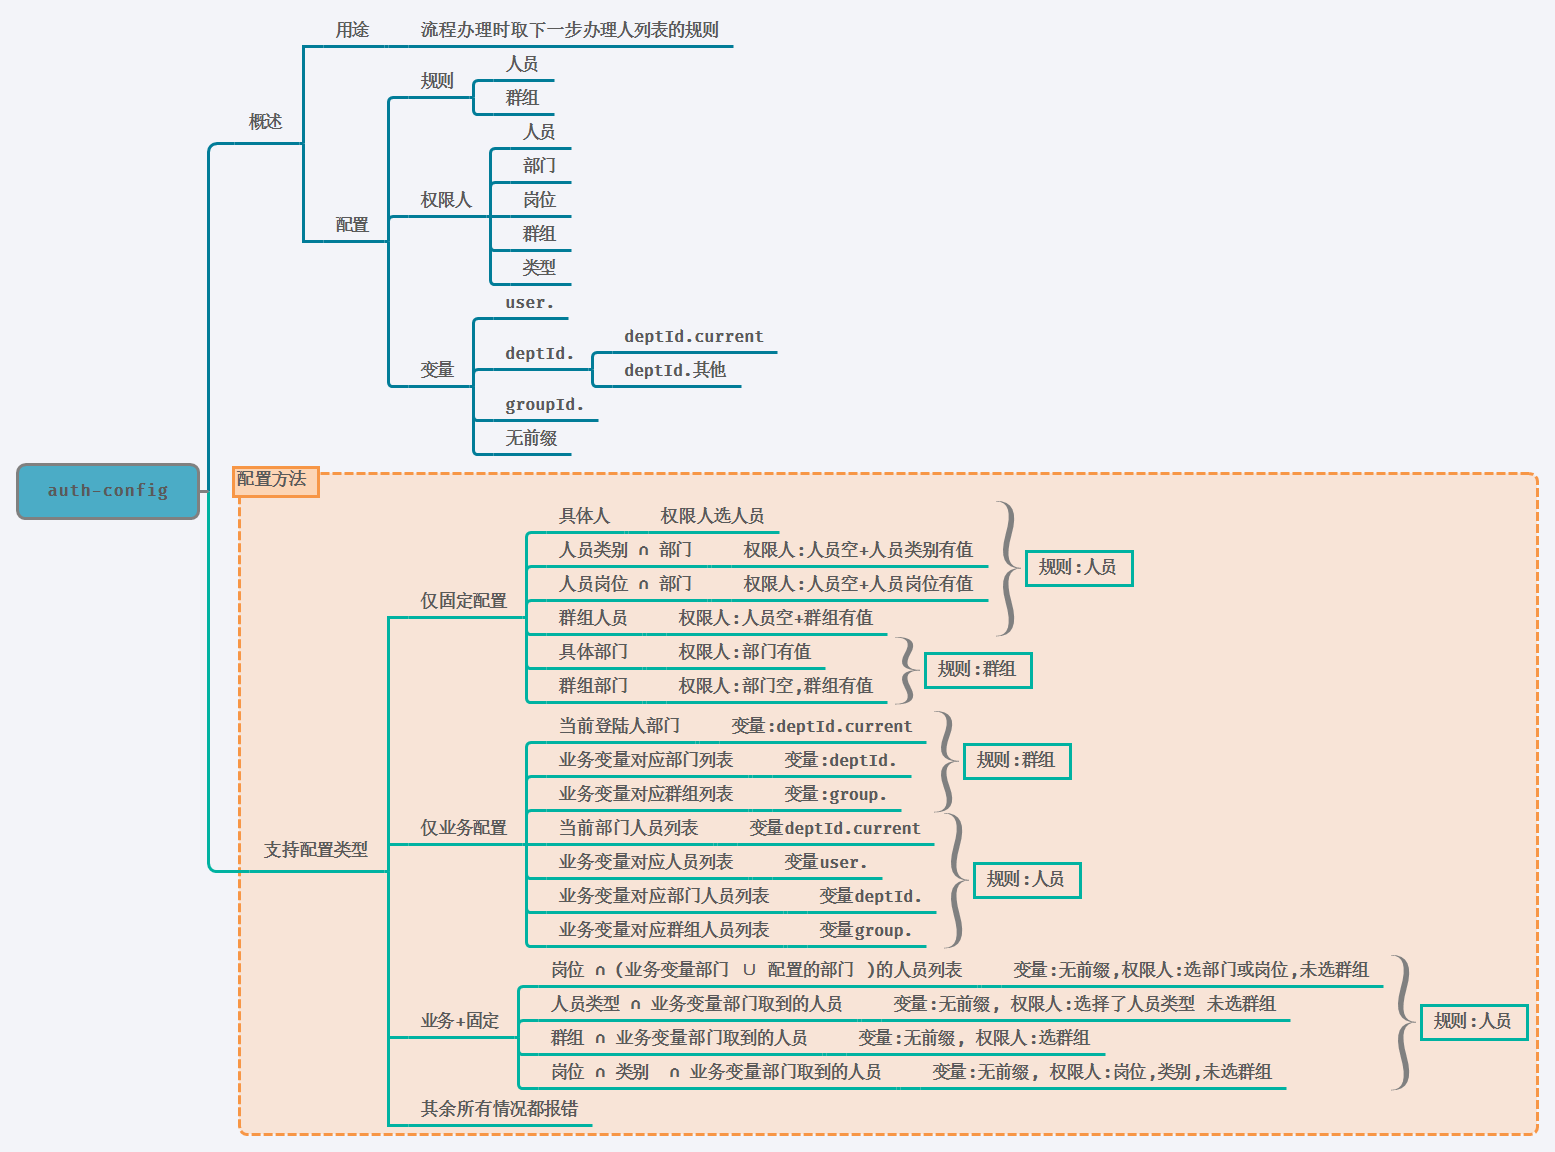 auth-config
概述
用途
流程办理时取下一步办理人列表的规则
配置
规则
人员
群组
权限人
人员
部门
岗位
群组
类型
变量
user.
deptId.
deptId.current
deptId.其他
groupId.
无前缀
配置方法
支持配置类型
仅固定配置
具体人 权限人选人员
人员类别 ∩ 部门 权限人:人员空+人员类别有值
人员岗位 ∩ 部门 权限人:人员空+人员岗位有值
群组人员 权限人:人员空+群组有值
规则:人员
具体部门 权限人:部门有值
群组部门 权限人:部门空,群组有值
规则:群组
仅业务配置
当前登陆人部门 变量:deptId.current
业务变量对应部门列表 变量:deptId.
业务变量对应群组列表 变量:group.
规则:群组
当前部门人员列表 变量deptId.current
业务变量对应人员列表 变量user.
业务变量对应部门人员列表 变量deptId.
业务变量对应群组人员列表 变量group.
规则:人员
业务+固定
岗位 ∩ (业务变量部门 ∪ 配置的部门 )的人员列表 变量:无前缀,权限人:选部门或岗位,未选群组
人员类型 ∩ 业务变量部门取到的人员 变量:无前缀, 权限人:选择了人员类型 未选群组
群组 ∩ 业务变量部门取到的人员 变量:无前缀, 权限人:选群组
岗位 ∩ 类别 ∩ 业务变量部门取到的人员 变量:无前缀, 权限人:岗位,类别,未选群组
规则:人员
其余所有情况都报错